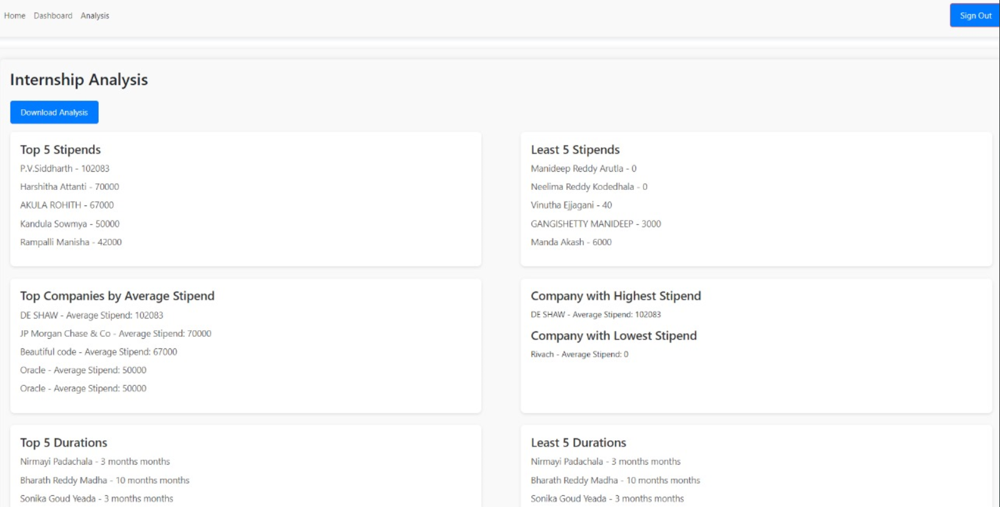 Home Dashboard Analysis
Sign Out
Internship Analysis
Download Analysis
Top 5 Stipends
P.V.Siddharth - 102083
Harshitha Attanti - 70000
AKULA ROHITH - 67000
Kandula Sowmya - 50000
Rampalli Manisha - 42000
Least 5 Stipends
Manideep Reddy Arutla - 0
Neelima Reddy Kodedhala - 0
Vinutha Ejjagani - 40
GANGISHETTY MANIDEEP - 3000
Manda Akash - 6000
Top Companies by Average Stipend
DE SHAW - Average Stipend: 102083
JP Morgan Chase & Co - Average Stipend: 70000
Beautiful code - Average Stipend: 67000
Oracle - Average Stipend: 50000
Oracle - Average Stipend: 50000
Company with Highest Stipend
DE SHAW - Average Stipend: 102083
Company with Lowest Stipend
Rivach - Average Stipend: 0
Top 5 Durations
Nirmayi Padachala - 3 months months
Bharath Reddy Madha - 10 months months
Sonika Goud Yeada - 3 months months
Least 5 Durations
Nirmayi Padachala - 3 months months
Bharath Reddy Madha - 10 months months
Sonika Goud Yeada - 3 months months